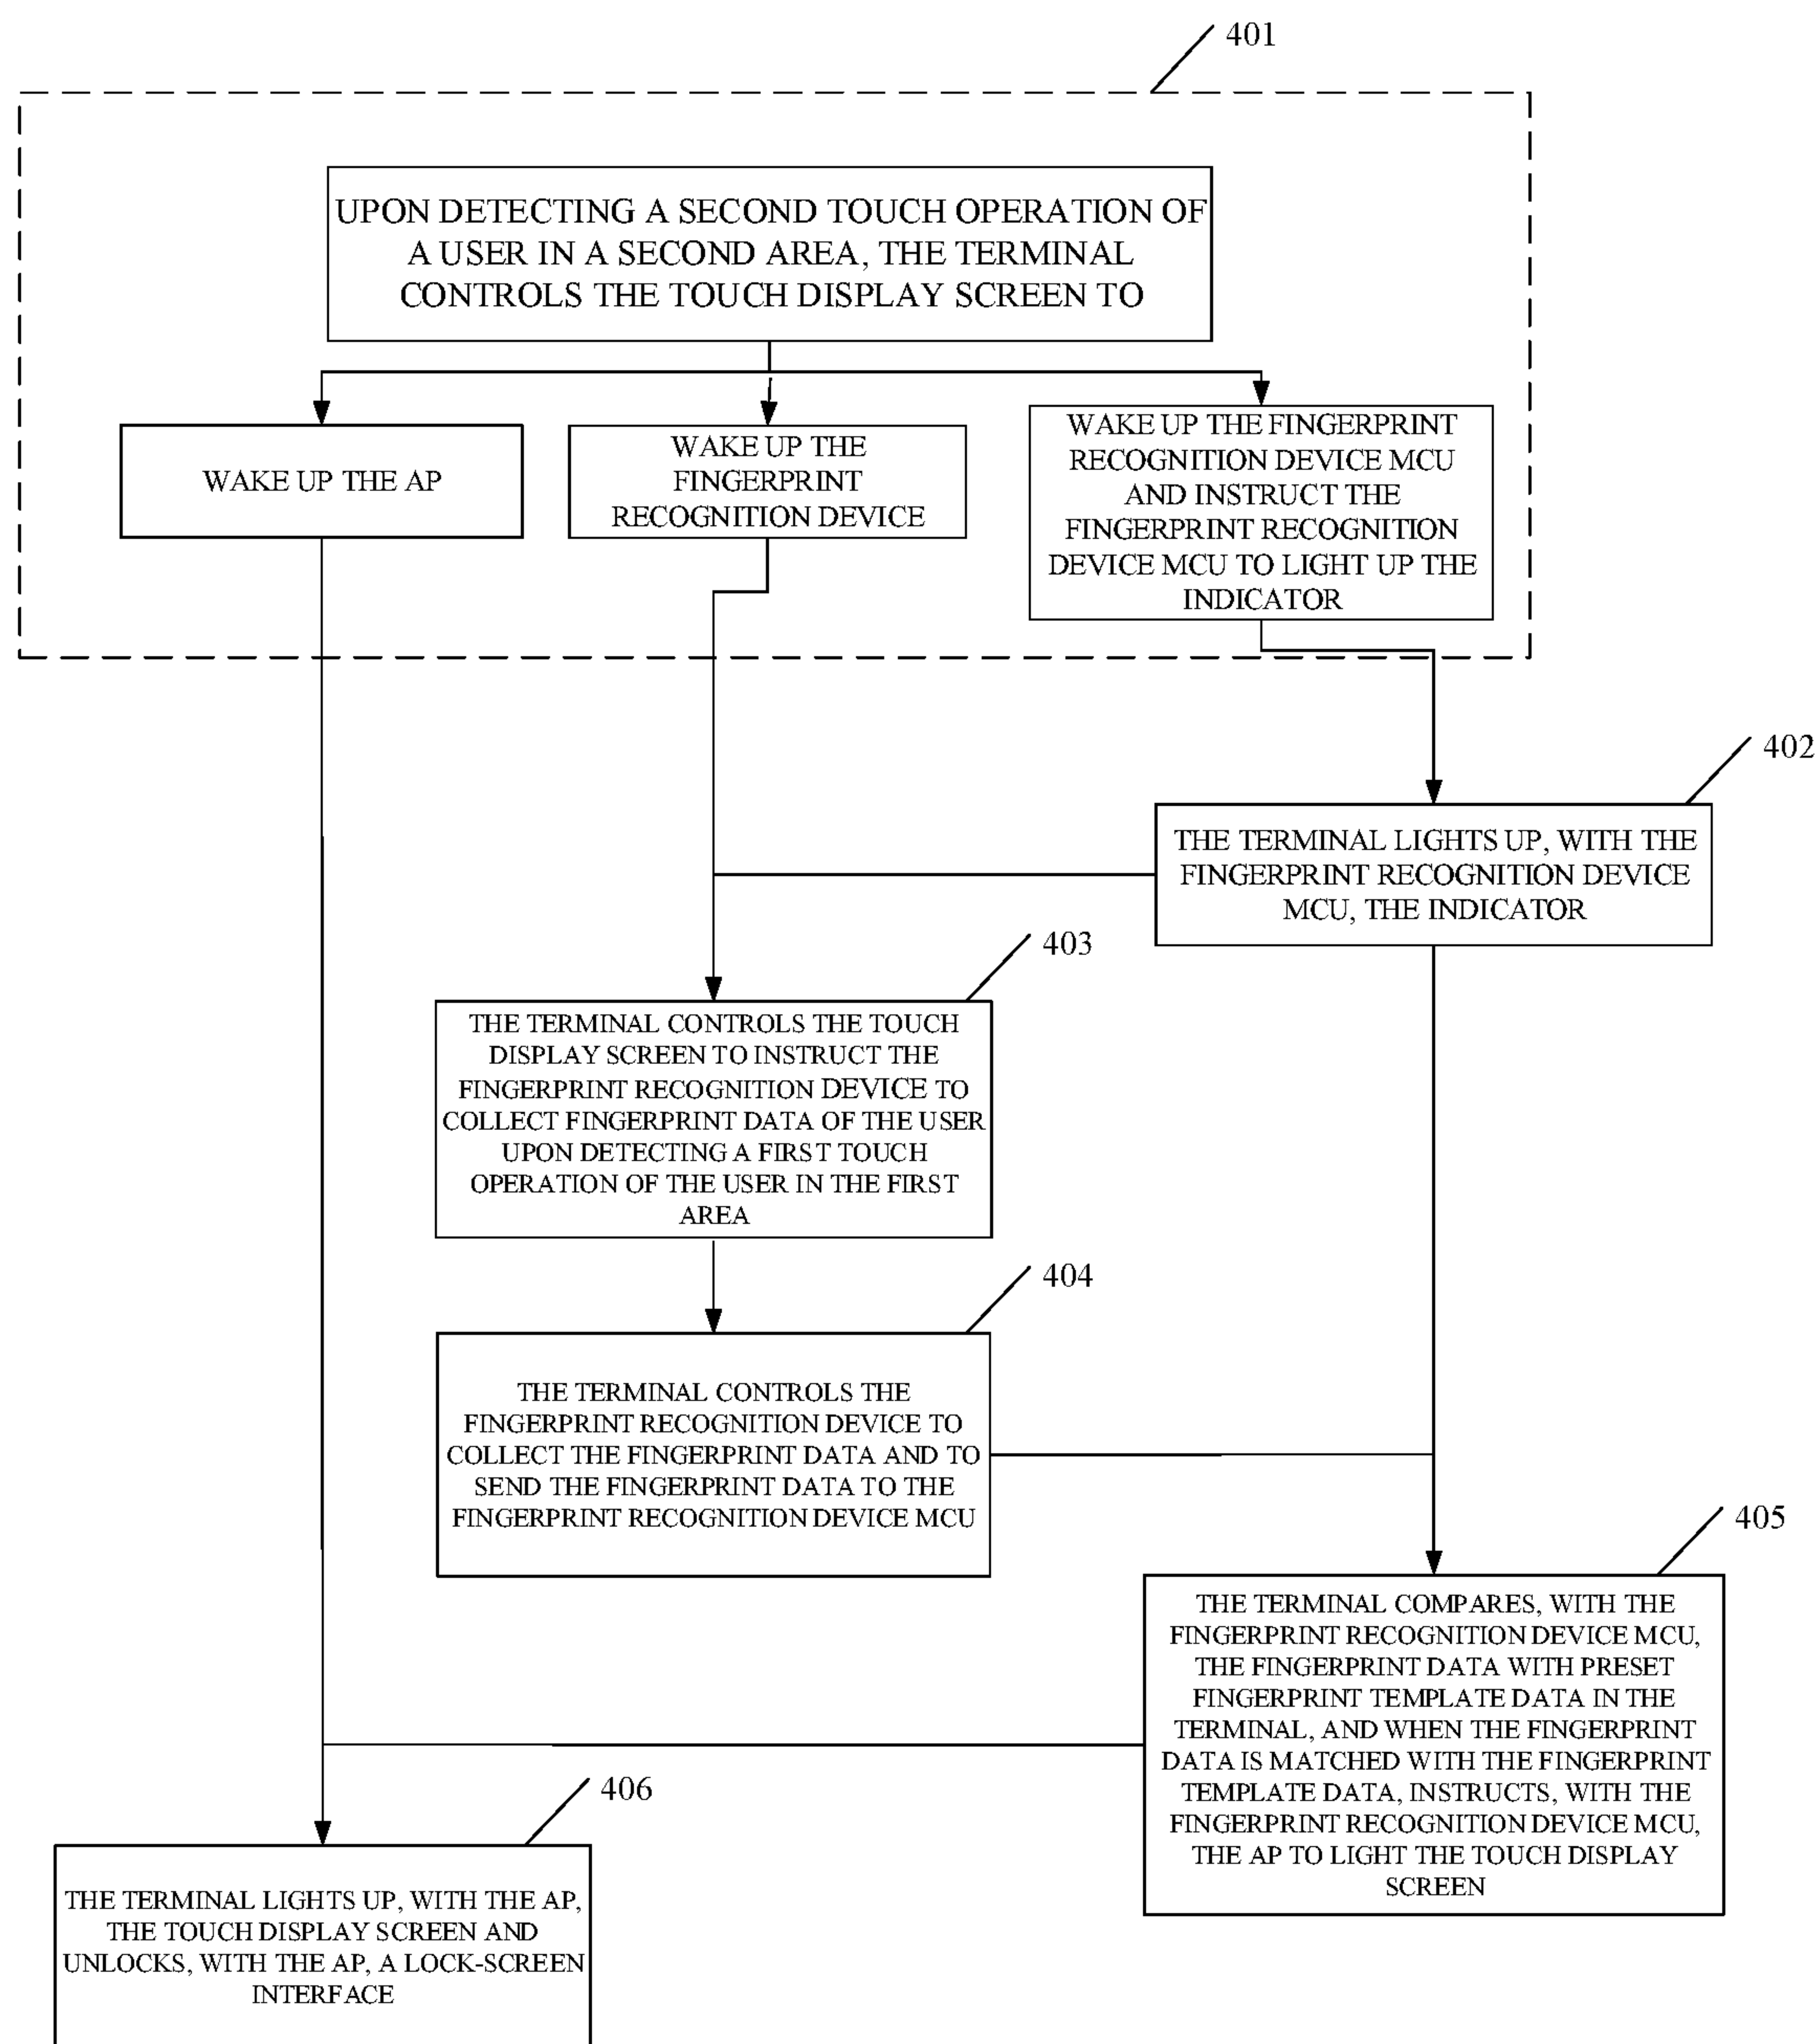 401
UPON DETECTING A SECOND TOUCH OPERATION OF
A USER IN A SECOND AREA, THE TERMINAL
CONTROLS THE TOUCH DISPLAY SCREEN TO
WAKE UP THE AP
WAKE UP THE
FINGERPRINT
RECOGNITION DEVICE
WAKE UP THE FINGERPRINT
RECOGNITION DEVICE MCU
AND INSTRUCT THE
FINGERPRINT RECOGNITION
DEVICE MCU TO LIGHT UP THE
INDICATOR
402
THE TERMINAL LIGHTS UP, WITH THE
FINGERPRINT RECOGNITION DEVICE
MCU, THE INDICATOR
403
THE TERMINAL CONTROLS THE TOUCH
DISPLAY SCREEN TO INSTRUCT THE
FINGERPRINT RECOGNITION DEVICE TO
COLLECT FINGERPRINT DATA OF THE USER
UPON DETECTING A FIRST TOUCH
OPERATION OF THE USER IN THE FIRST
AREA
404
THE TERMINAL CONTROLS THE
FINGERPRINT RECOGNITION DEVICE TO
COLLECT THE FINGERPRINT DATA AND TO
SEND THE FINGERPRINT DATA TO THE
FINGERPRINT RECOGNITION DEVICE MCU
405
THE TERMINAL COMPARES, WITH THE
FINGERPRINT RECOGNITION DEVICE MCU,
THE FINGERPRINT DATA WITH PRESET
FINGERPRINT TEMPLATE DATA IN THE
TERMINAL, AND WHEN THE FINGERPRINT
DATA IS MATCHED WITH THE FINGERPRINT
TEMPLATE DATA, INSTRUCTS, WITH THE
FINGERPRINT RECOGNITION DEVICE MCU,
THE AP TO LIGHT THE TOUCH DISPLAY
SCREEN
406
THE TERMINAL LIGHTS UP, WITH THE AP,
THE TOUCH DISPLAY SCREEN AND
UNLOCKS, WITH THE AP, A LOCK-SCREEN
INTERFACE